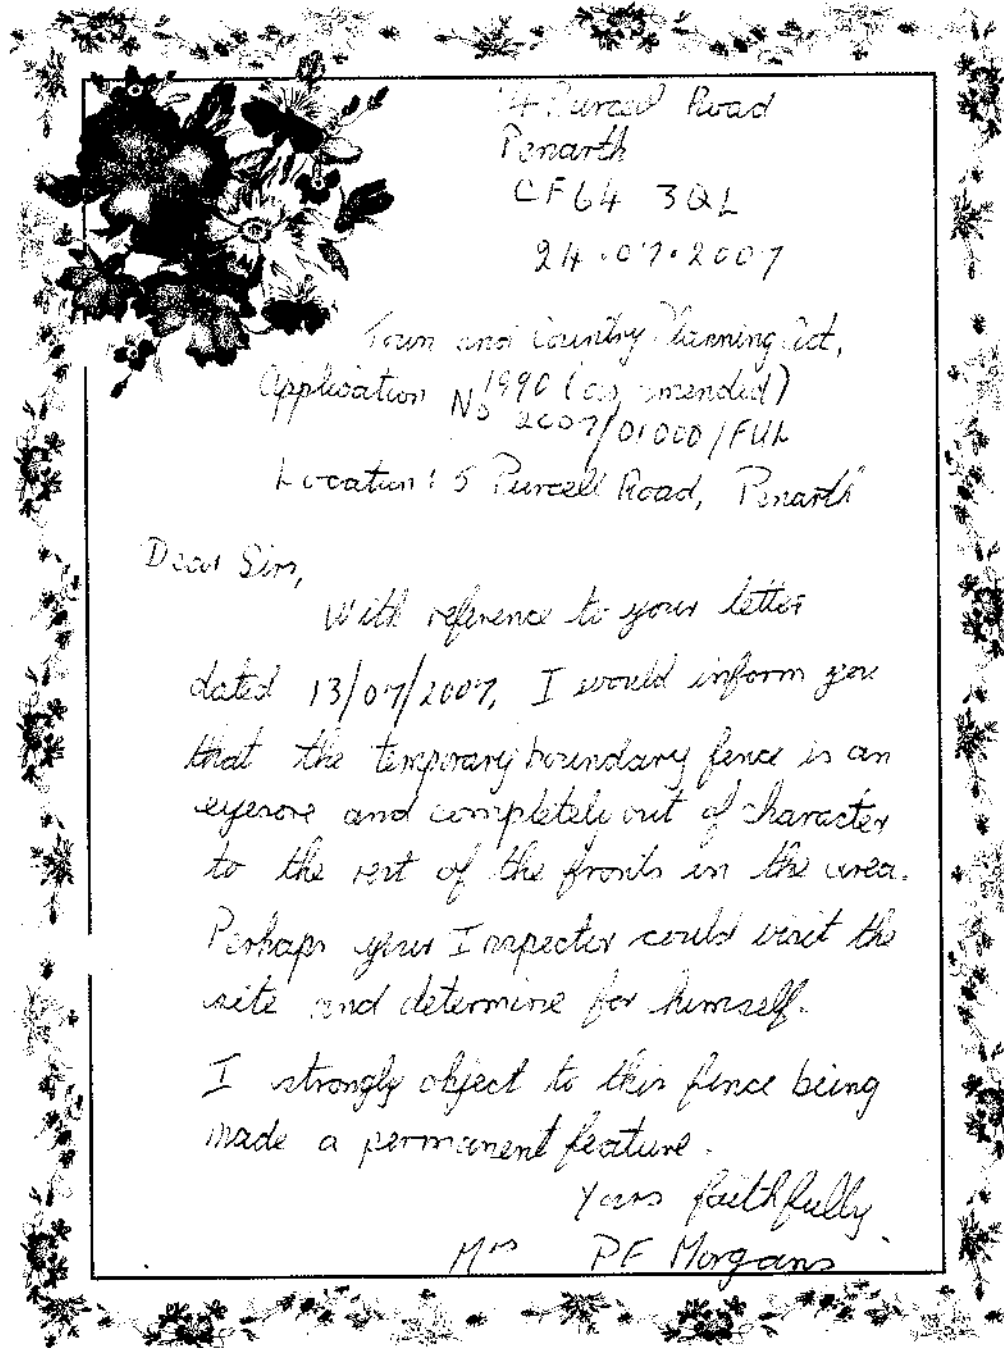 14 Purcell Road
Penarth
CF64 3QL
24.07.2007
Town and Country Planning Act,
1990 (as amended)
Application No 2007/01000/FUL
Location: 5 Purcell Road, Penarth
Dear Sirs,
With reference to your letter
dated 13/07/2007, I would inform you
that the temporary boundary fence is an
eyesore and completely out of character
to the rest of the fronts in the area.
Perhaps your Inspector could visit the
site and determine for himself.
I strongly object to this fence being
made a permanent feature.
Yours faithfully
Mrs PF Morgans